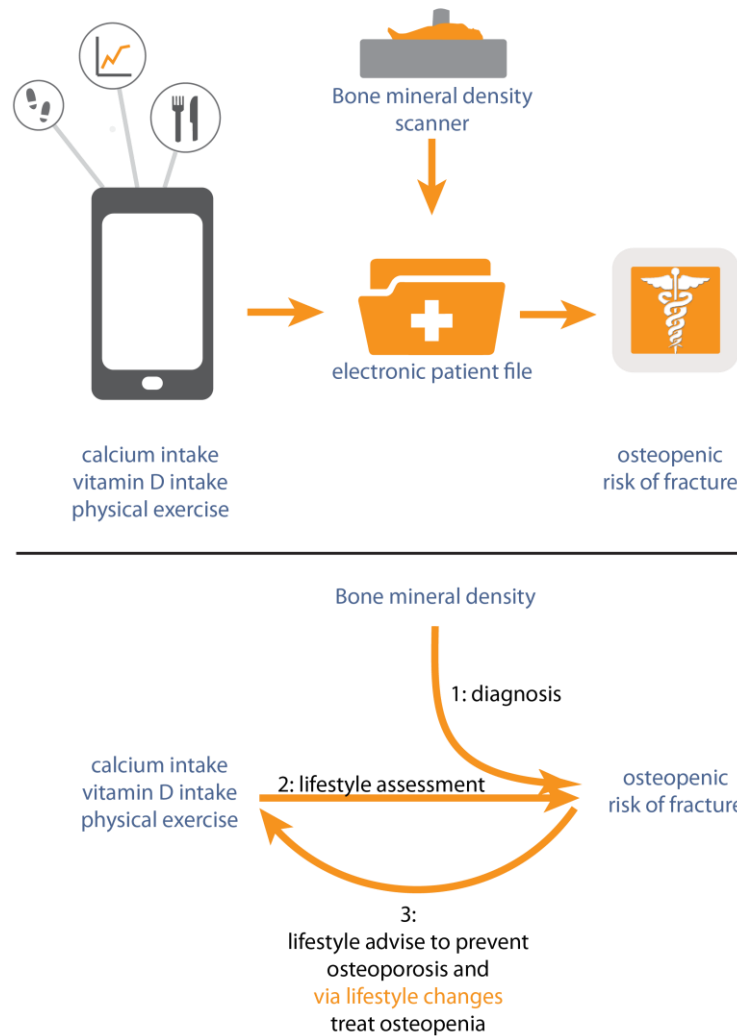 Bone mineral density
scanner
electronic patient file
calcium intake
vitamin D intake
physical exercise
osteopenic
risk of fracture
Bone mineral density
1: diagnosis
calcium intake
vitamin D intake
physical exercise
2: lifestyle assessment
osteopenic
risk of fracture
3:
lifestyle advise to prevent
osteoporosis and
via lifestyle changes
treat osteopenia